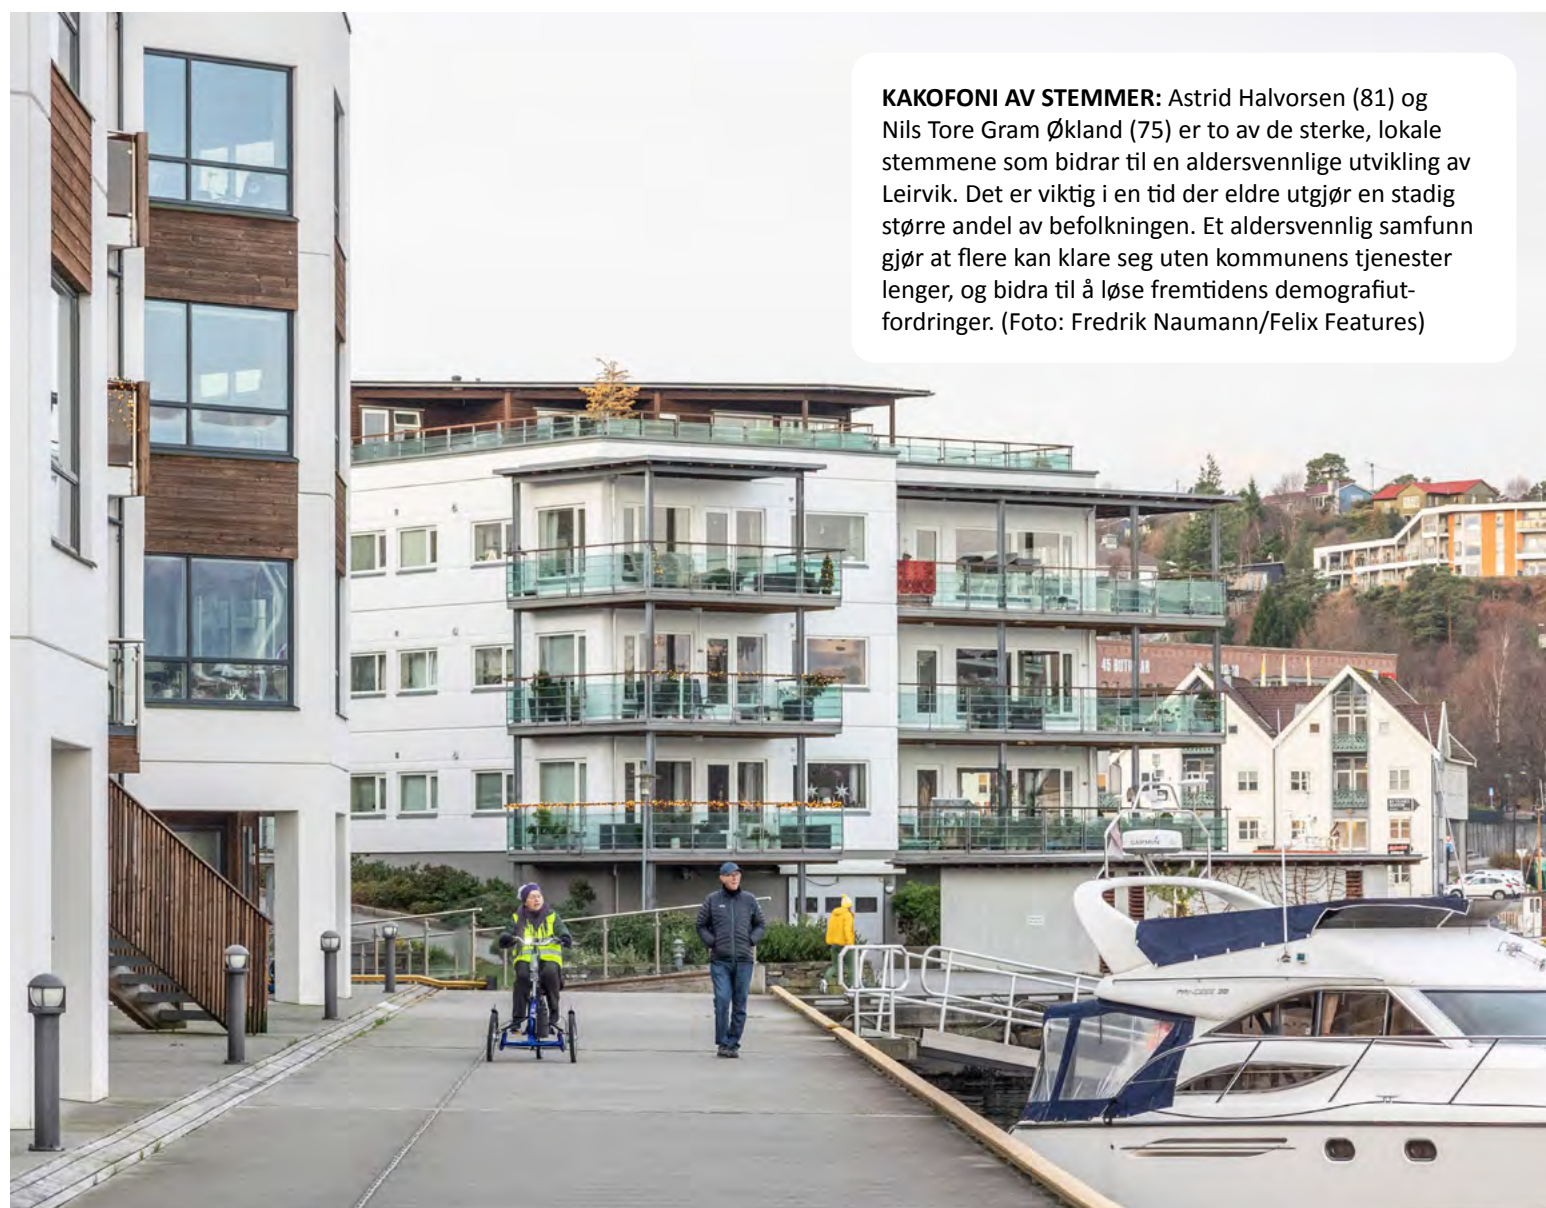 KAKOFONI AV STEMMER: Astrid Halvorsen (81) og
Nils Tore Gram Økland (75) er to av de sterke, lokale
stemmene som bidrar til en aldersvennlige utvikling av
Leirvik. Det er viktig i en tid der eldre utgjør en stadig
større andel av befolkningen. Et aldersvennlig samfunn
gjør at flere kan klare seg uten kommunens tjenester
lenger, og bidra til å løse fremtidens demografiut-
fordringer. (Foto: Fredrik Naumann/Felix Features)
GARMIN